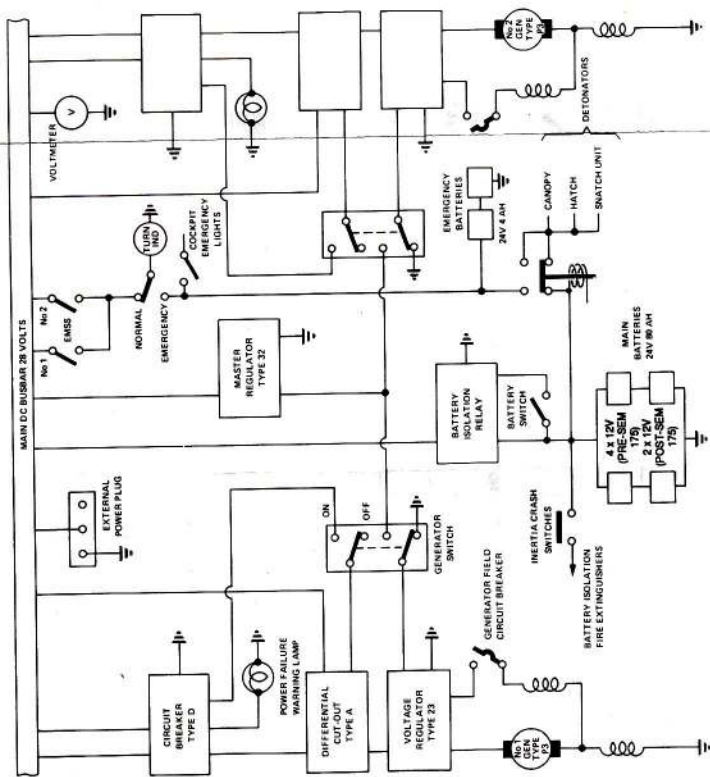 MAIN DC BUSBAR 28 VOLTS
EXTERNAL
POWER PLUG
No 1
No 2
EMSS
VOLTMETER
V
NORMAL
EMERGENCY
TURN
IND
COCKPIT
EMERGENCY
LIGHTS
CIRCUIT
BREAKER
TYPE D
POWER FAILURE
WARNING LAMP
DIFFERENTIAL
CUT-OUT
TYPE A
VOLTAGE
REGULATOR
TYPE 23
ON
OFF
GENERATOR
SWITCH
MASTER
REGULATOR
TYPE 32
BATTERY
ISOLATION
RELAY
BATTERY
SWITCH
EMERGENCY
BATTERIES
24V 4 AH
GENERATOR FIELD
CIRCUIT BREAKER
INERTIA CRASH
SWITCHES
BATTERY ISOLATION
FIRE EXTINGUISHERS
4 x 12V
(PRE-SEM
175)
2 x 12V
(POST-SEM
175)
MAIN
BATTERIES
24V 80 AH
CANOPY
HATCH
SNATCH UNIT
DETONATORS
No 1
GEN
TYPE
P3
No 2
GEN
TYPE
P3